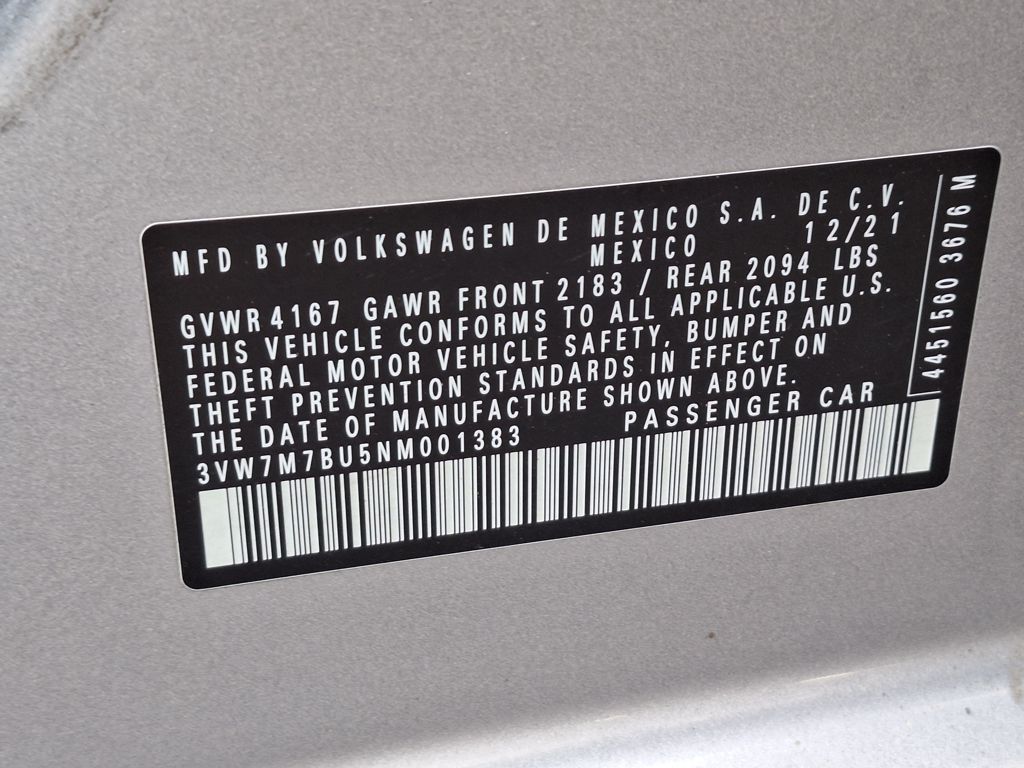 MFD BY VOLKSWAGEN DE MEXICO S.A. DE C.V.
MEXICO 12/21
GVWR 4167 GAWR FRONT 2183 / REAR 2094 LBS
THIS VEHICLE CONFORMS TO ALL APPLICABLE U.S.
FEDERAL MOTOR VEHICLE SAFETY, BUMPER AND
THEFT PREVENTION STANDARDS IN EFFECT ON
THE DATE OF MANUFACTURE SHOWN ABOVE.
3VW7M7BU5NM001383 PASSENGER CAR
4451560 3676 M